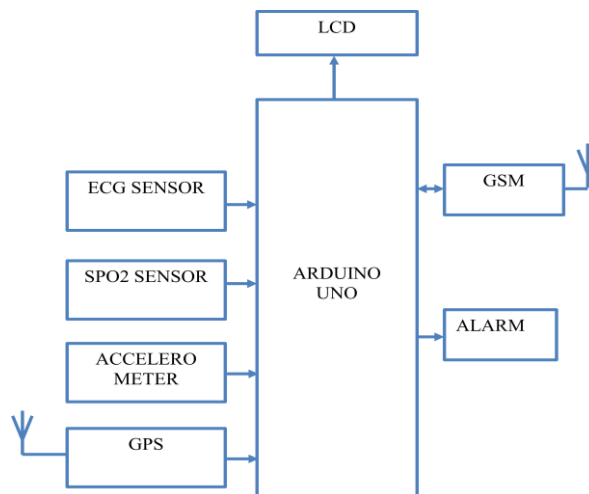 LCD
ECG SENSOR
GSM
SPO2 SENSOR
ARDUINO
UNO
ALARM
ACCELERO
METER
GPS